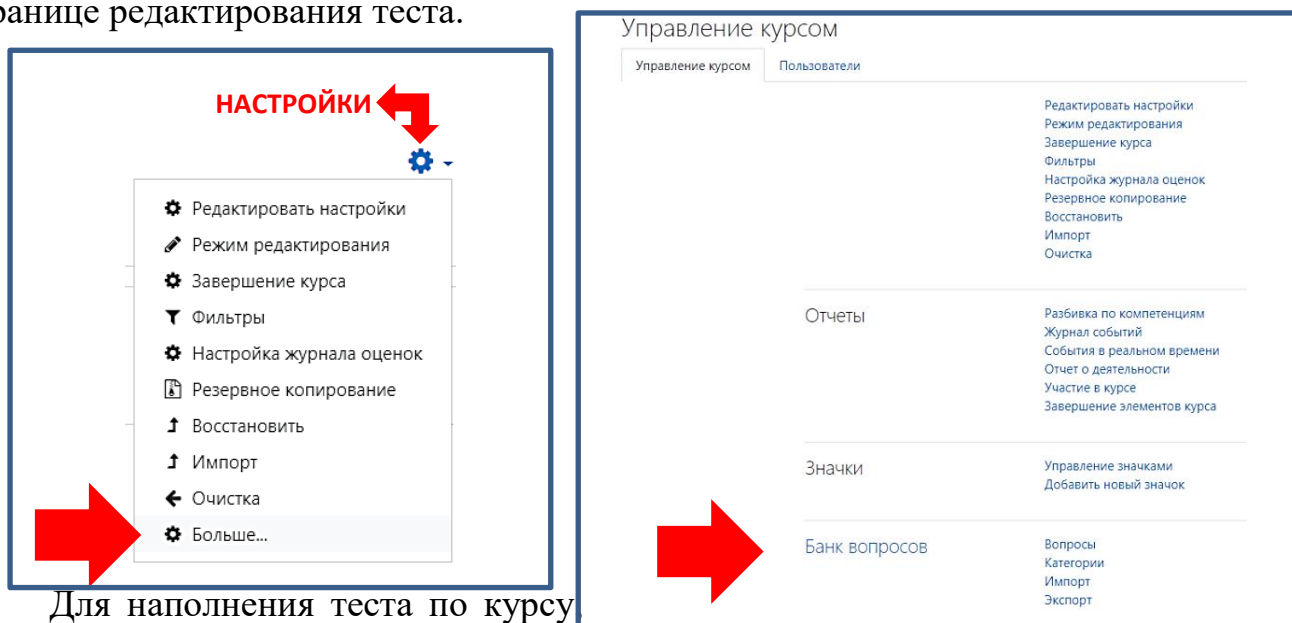 ранице редактирования теста.
НАСТРОЙКИ
Редактировать настройки
Режим редактирования
Завершение курса
Фильтры
Настройка журнала оценок
Резервное копирование
Восстановить
Импорт
Очистка
Больше...
Управление курсом
Управление курсом Пользователи
Редактировать настройки
Режим редактирования
Завершение курса
Фильтры
Настройка журнала оценок
Резервное копирование
Восстановить
Импорт
Очистка
Отчеты
Разбивка по компетенциям
Журнал событий
События в реальном времени
Отчет о деятельности
Участие в курсе
Завершение элементов курса
Значки
Управление значками
Добавить новый значок
Банк вопросов
Вопросы
Категории
Импорт
Экспорт
Для наполнения теста по курсу